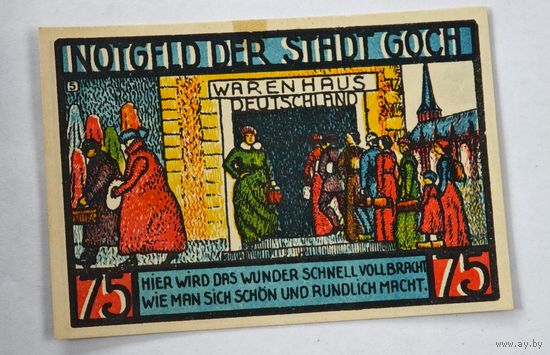 NOTGELD DER STADT GOCH
5
WARENHAUS
DEUTSCHLAND
75
HIER WIRD DAS WUNDER SCHNELL VOLLBRACHT
WIE MAN SICH SCHÖN UND RUNDLICH MACHT.
75
www.ay.by